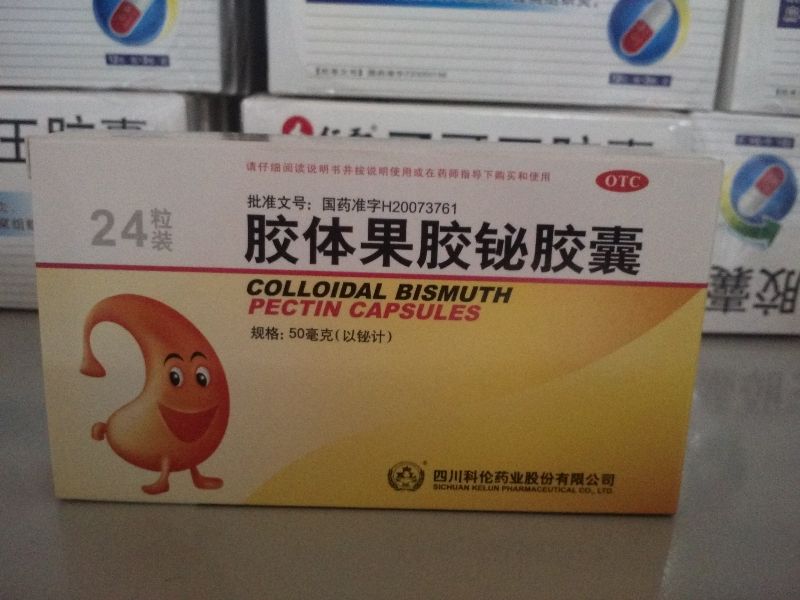 请仔细阅读说明书并按说明使用或在药师指导下购买和使用
OTC
批准文号：国药准字H20073761
24粒装
胶体果胶铋胶囊
COLLOIDAL BISMUTH
PECTIN CAPSULES
规格：50毫克（以铋计）
四川科伦药业股份有限公司
SICHUAN KELUN PHARMACEUTICAL CO., LTD.
胶囊